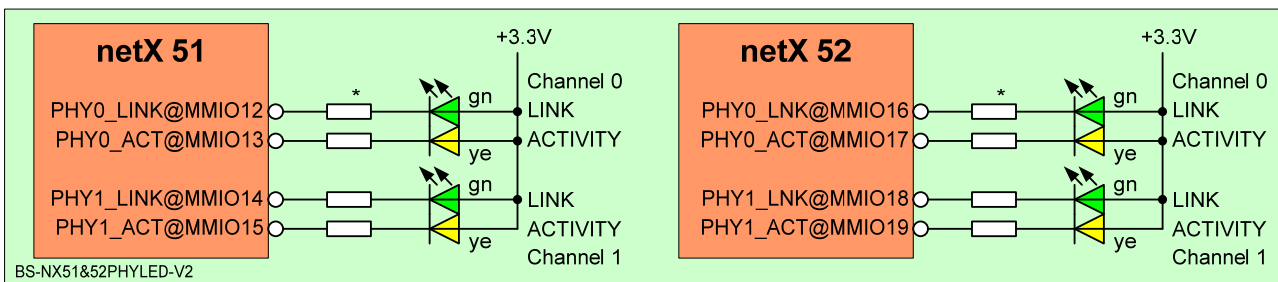 netX 51
+3.3V
Channel 0
*
gn
PHY0_LINK@MMIO12
LINK
PHY0_ACT@MMIO13
ACTIVITY
ye
gn
PHY1_LINK@MMIO14
LINK
PHY1_ACT@MMIO15
ACTIVITY
ye
Channel 1
BS-NX51&52PHYLED-V2
netX 52
+3.3V
Channel 0
*
gn
PHY0_LNK@MMIO16
LINK
PHY0_ACT@MMIO17
ACTIVITY
ye
gn
PHY1_LNK@MMIO18
LINK
PHY1_ACT@MMIO19
ACTIVITY
ye
Channel 1